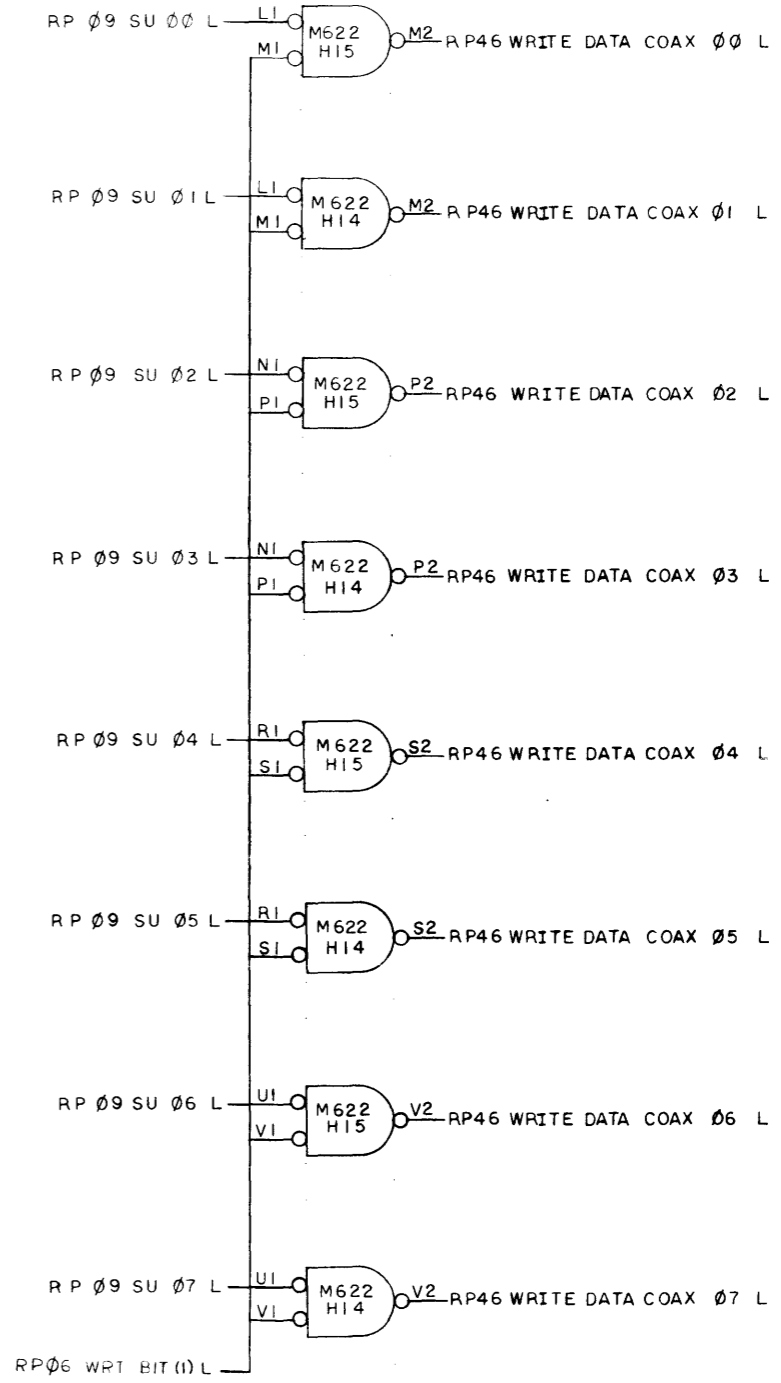 RP Ø9 SU ØØ L L1 M622 M2 RP46 WRITE DATA COAX ØØ L
M1 H15
RP Ø9 SU Ø1 L L1 M622 M2 RP46 WRITE DATA COAX Ø1 L
M1 H14
RP Ø9 SU Ø2 L N1 M622 P2 RP46 WRITE DATA COAX Ø2 L
P1 H15
RP Ø9 SU Ø3 L N1 M622 P2 RP46 WRITE DATA COAX Ø3 L
P1 H14
RP Ø9 SU Ø4 L R1 M622 S2 RP46 WRITE DATA COAX Ø4 L
S1 H15
RP Ø9 SU Ø5 L R1 M622 S2 RP46 WRITE DATA COAX Ø5 L
S1 H14
RP Ø9 SU Ø6 L U1 M622 V2 RP46 WRITE DATA COAX Ø6 L
V1 H15
RP Ø9 SU Ø7 L U1 M622 V2 RP46 WRITE DATA COAX Ø7 L
V1 H14
RPØ6 WRT BIT(1) L